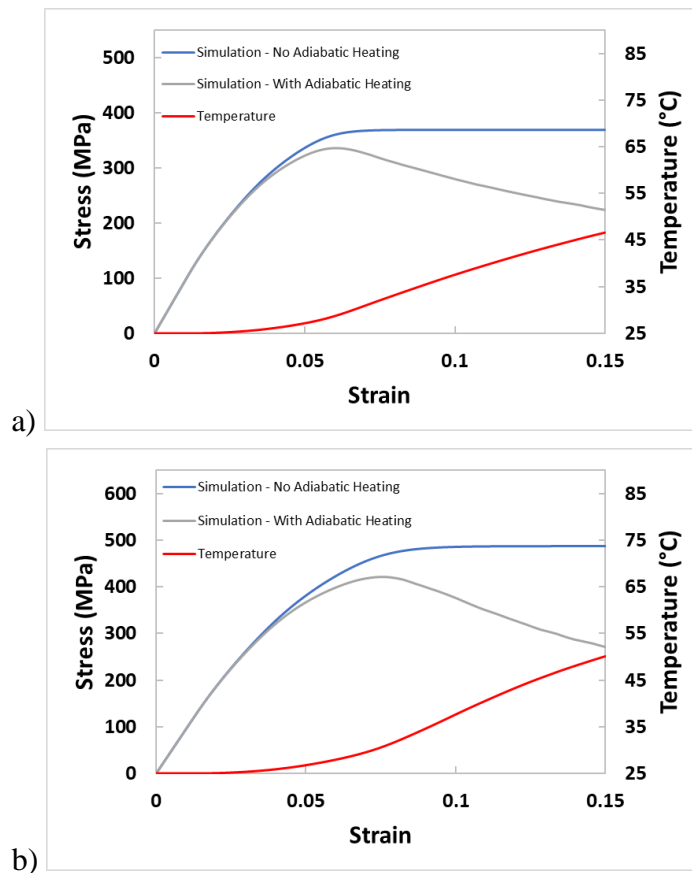 500
400
300
200
100
0
Stress (MPa)
Simulation - No Adiabatic Heating
Simulation - With Adiabatic Heating
Temperature
85
75
65
55
45
35
25
Temperature (°C)
0
0.05
0.1
0.15
Strain
a)
600
500
400
300
200
100
0
Stress (MPa)
Simulation - No Adiabatic Heating
Simulation - With Adiabatic Heating
Temperature
85
75
65
55
45
35
25
Temperature (°C)
0
0.05
0.1
0.15
Strain
b)